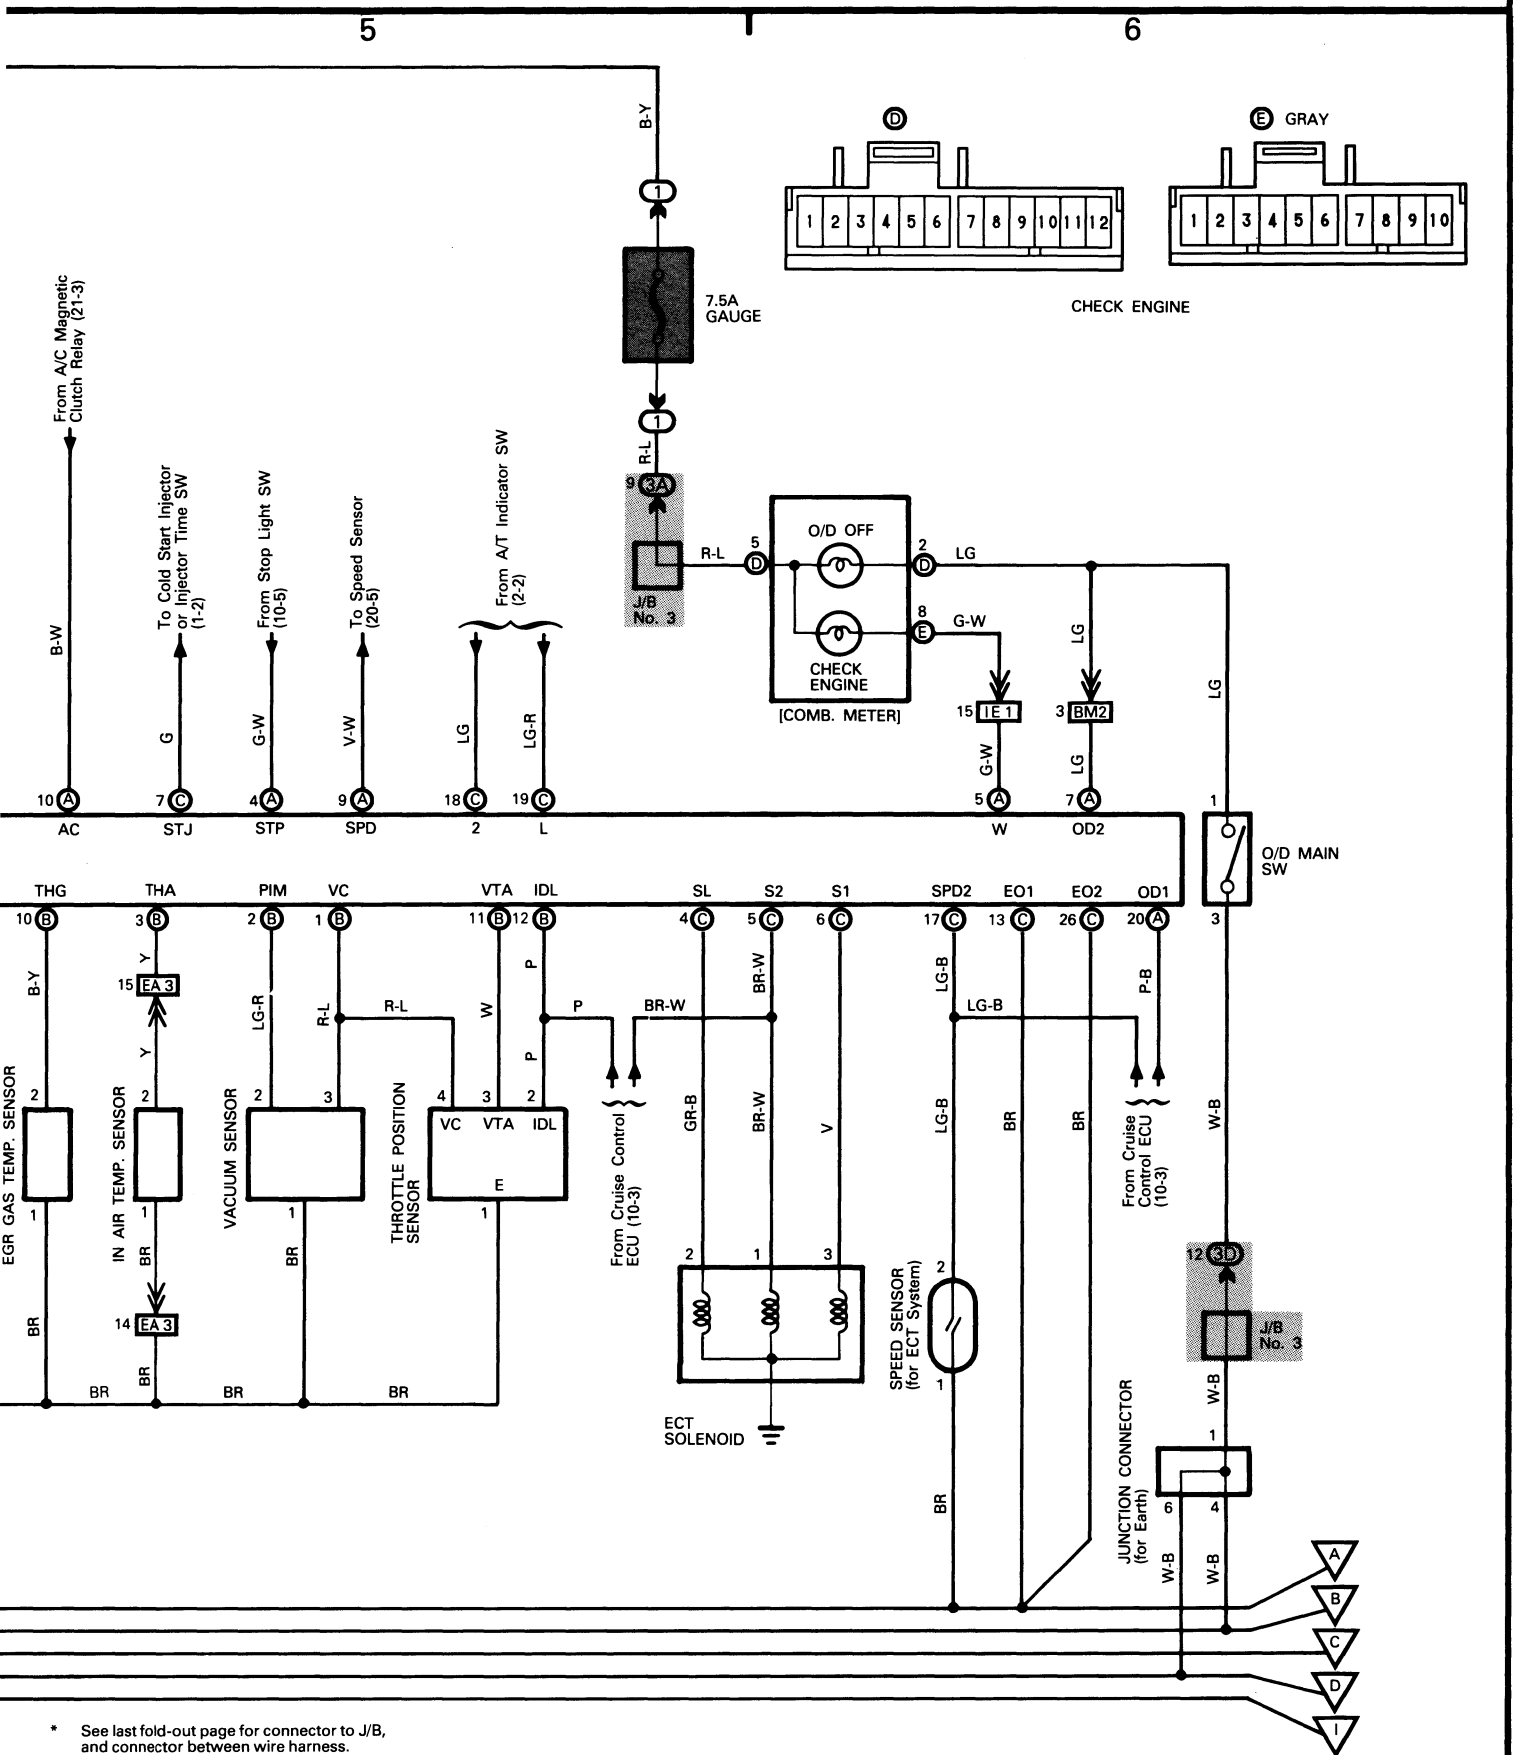 5
6
B-Y
1
7.5A
GAUGE
1
R-L
9 3A
J/B
No. 3
D
1 2 3 4 5 6 7 8 9 10 11 12
E GRAY
1 2 3 4 5 6 7 8 9 10
CHECK ENGINE
From A/C Magnetic
Clutch Relay (21-3)
B-W
To Cold Start Injector
or Injector Time SW
(1-2)
G
From Stop Light SW
(10-5)
G-W
To Speed Sensor
(20-5)
V-W
From A/T Indicator SW
(2-2)
LG
LG-R
R-L
5
D
O/D OFF
CHECK
ENGINE
[COMB. METER]
2
D
LG
8
E
G-W
LG
LG
15 IE 1
3 BM2
G-W
LG
10 A
7 C
4 A
9 A
18 C
19 C
5 A
7 A
1
AC
STJ
STP
SPD
2
L
W
OD2
O/D MAIN
SW
THG
THA
PIM
VC
VTA
IDL
SL
S2
S1
SPD2
EO1
EO2
OD1
10 B
3 B
2 B
1 B
11 B
12 B
4 C
5 C
6 C
17 C
13 C
26 C
20 A
3
B-Y
Y
15 EA 3
Y
LG-R
R-L
R-L
W
P
P
P
BR-W
BR-W
LG-B
LG-B
P-B
2
EGR GAS TEMP. SENSOR
1
BR
2
IN AIR TEMP. SENSOR
1
BR
14 EA 3
BR
2
3
VACUUM SENSOR
1
BR
4
3
2
THROTTLE POSITION
SENSOR
VC
VTA
IDL
E
1
From Cruise Control
ECU (10-3)
GR-B
BR-W
V
LG-B
BR
BR
From Cruise
Control ECU
(10-3)
W-B
2
1
3
ECT
SOLENOID
SPEED SENSOR
(for ECT System)
2
1
BR
12 3D
J/B
No. 3
W-B
BR
BR
BR
JUNCTION CONNECTOR
(for Earth)
1
6
4
W-B
W-B
A
B
C
D
I
* See last fold-out page for connector to J/B,
and connector between wire harness.